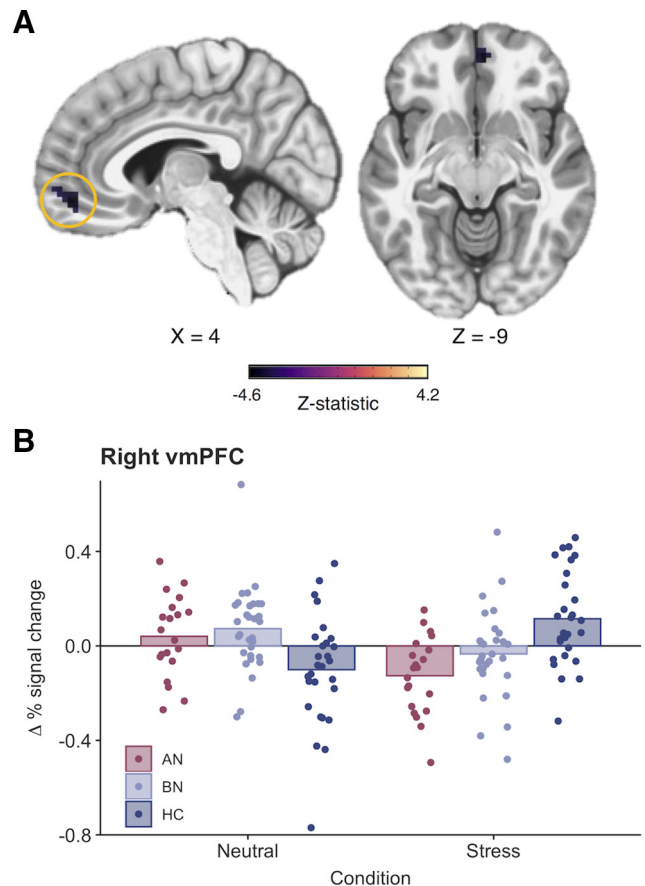 A
X = 4
Z = -9
-4.6
4.2
Z-statistic
B
Right vmPFC
0.4
0.0
-0.4
-0.8
Δ % signal change
AN
BN
HC
Neutral
Stress
Condition